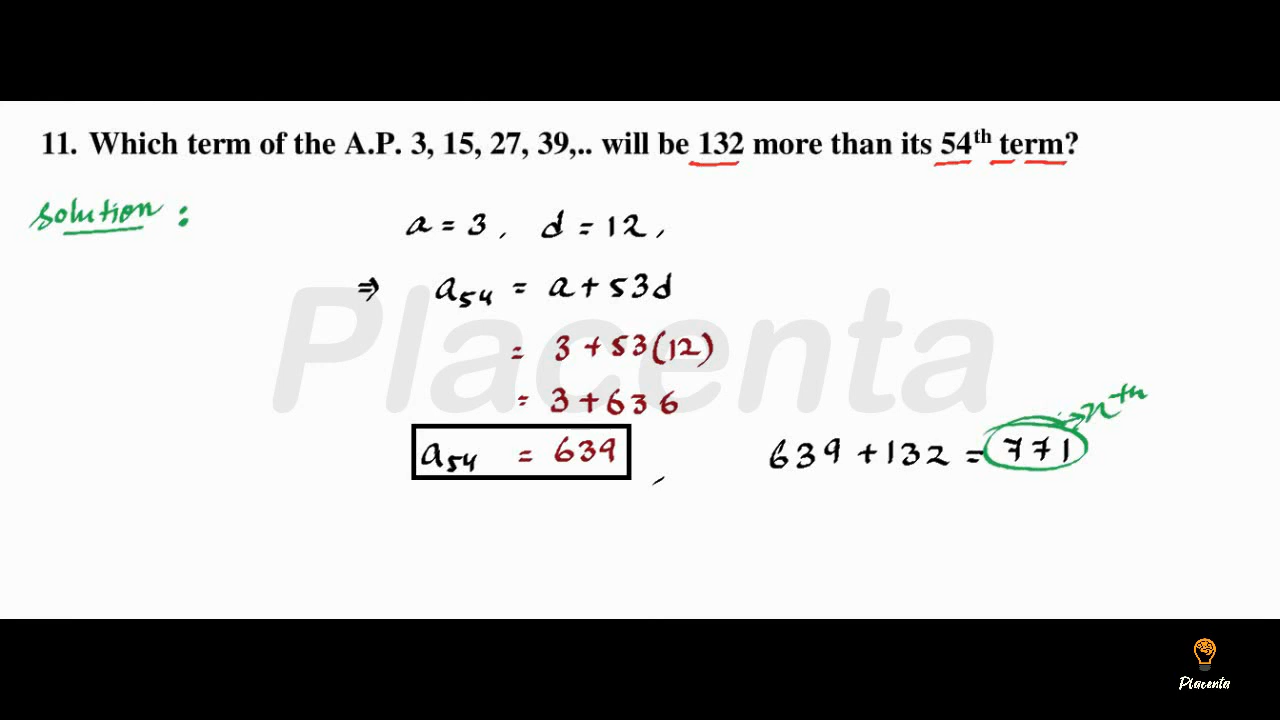 11. Which term of the A.P. 3, 15, 27, 39,.. will be 132 more than its 54th term?
Solution :
a = 3, d = 12,
⇒ a54 = a + 53d
= 3 + 53(12)
= 3 + 636
a54 = 639, 639 + 132 = 771 → nth
Placenta
Placenta